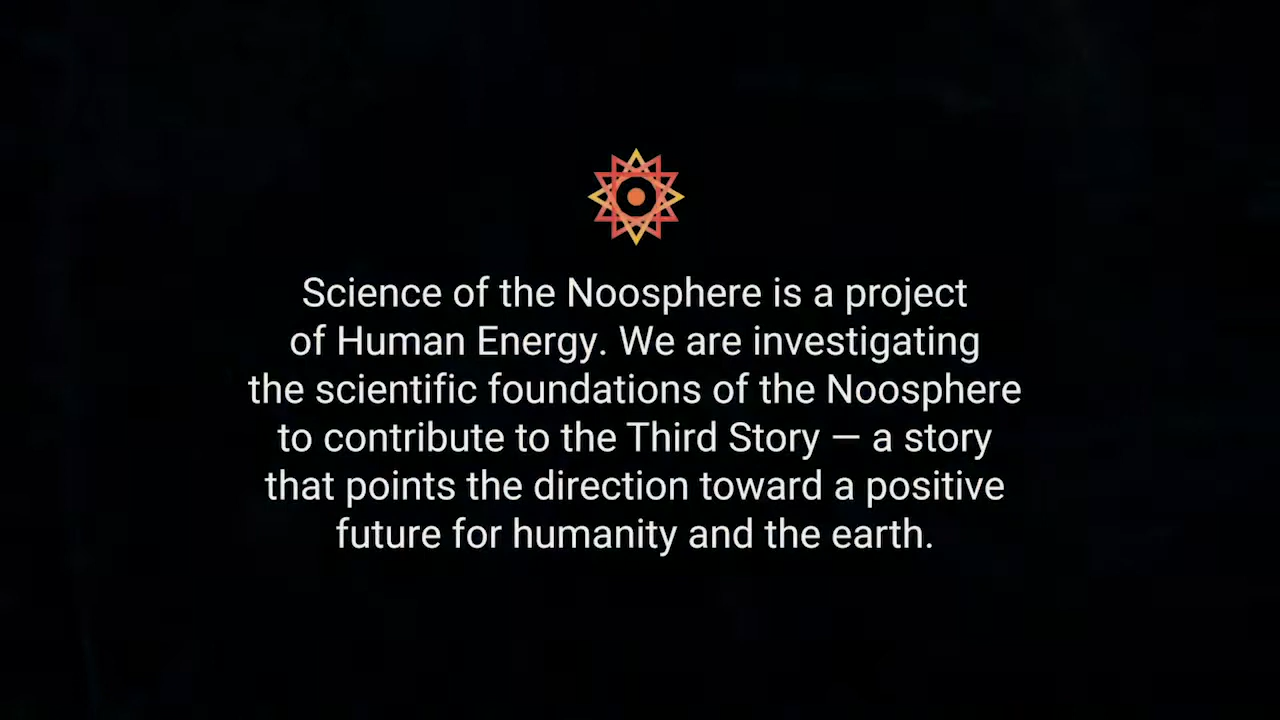 Science of the Noosphere is a project
of Human Energy. We are investigating
the scientific foundations of the Noosphere
to contribute to the Third Story — a story
that points the direction toward a positive
future for humanity and the earth.